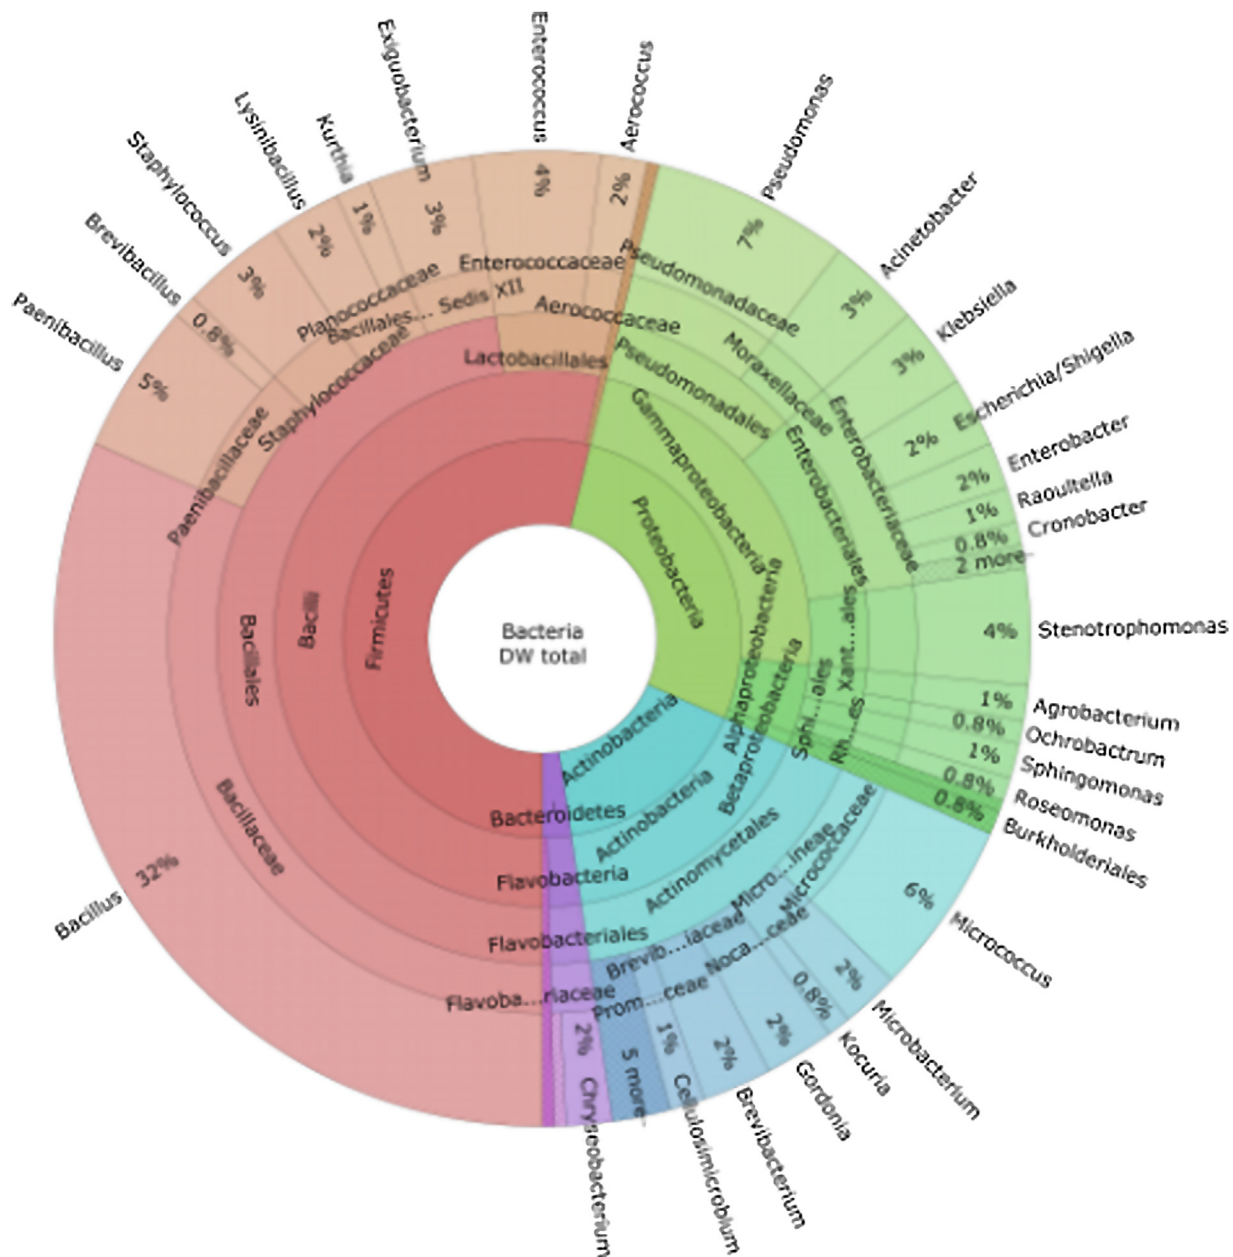 Bacteria
DW total
Firmicutes
Bacilli
Bacillales
Bacillaceae
Bacillus
32%
Paenibacillaceae
Paenibacillus
5%
Brevibacillus
0.8%
Staphylococcaceae
Staphylococcus
3%
Planococcaceae
Lysinibacillus
2%
Kurthia
1%
Bacillales... Sedis XII
Exiguobacterium
3%
Lactobacillales
Enterococcaceae
Enterococcus
4%
Aerococcaceae
Aerococcus
2%
Proteobacteria
Gammaproteobacteria
Pseudomonadales
Pseudomonadaceae
Pseudomonas
7%
Moraxellaceae
Acinetobacter
3%
Enterobacteriales
Enterobacteriaceae
Klebsiella
3%
Escherichia/Shigella
2%
Enterobacter
2%
Raoultella
1%
Cronobacter
0.8%
2 more
Xant...ales
Stenotrophomonas
4%
Alphaproteobacteria
Rh...es
Agrobacterium
1%
Ochrobactrum
0.8%
Sphi...ales
Sphingomonas
1%
Roseomonas
0.8%
Betaproteobacteria
Burkholderiales
0.8%
Actinobacteria
Actinobacteria
Actinomycetales
Micrococcaceae
Micrococcus
6%
Micro...ineae
Microbacterium
2%
Kocuria
0.8%
Noca...ceae
Gordonia
2%
Brevib...iaceae
Brevibacterium
2%
Prom...ceae
Cellulosimicrobium
1%
5 more
Bacteroidetes
Flavobacteria
Flavobacteriales
Flavoba...riaceae
Chryseobacterium
2%